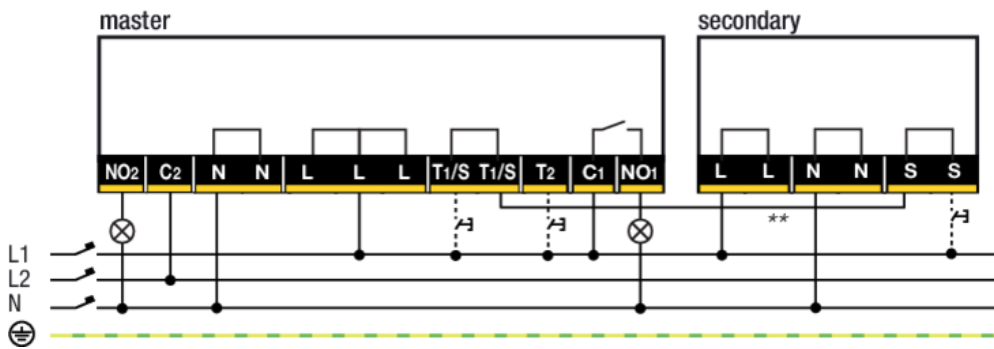 master secondary
NO2 C2 N N L L L T1/S T1/S T2 C1 NO1 L L N N S S
**
L1
L2
N